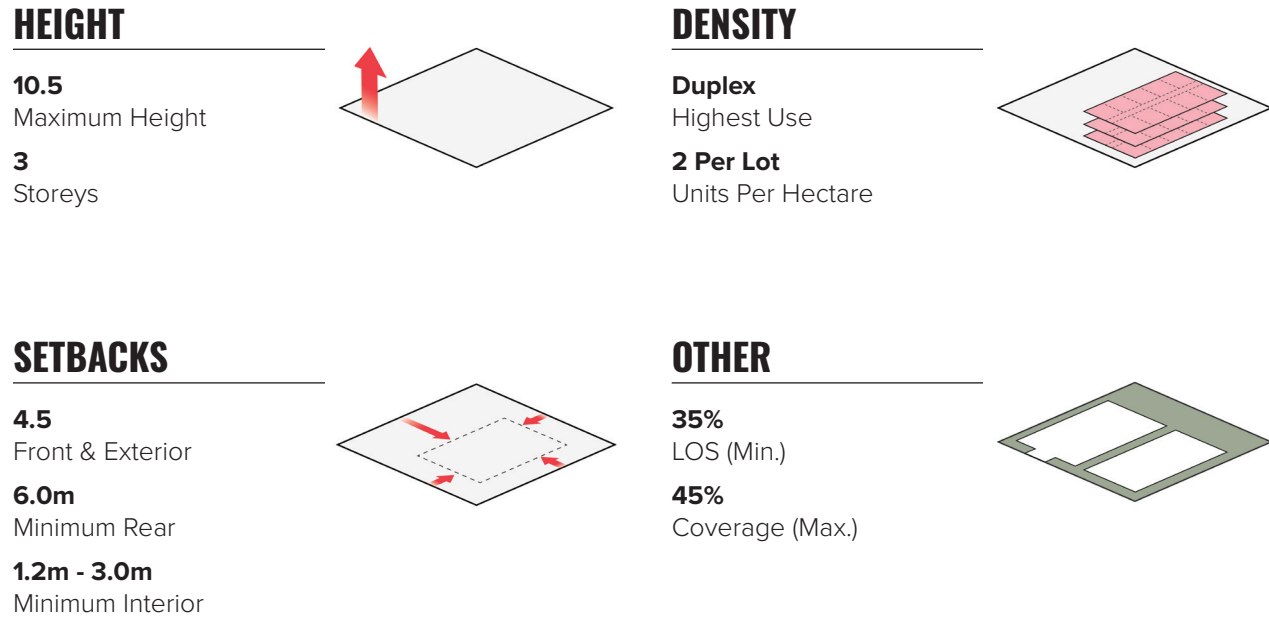 HEIGHT
10.5
Maximum Height
3
Storeys
DENSITY
Duplex
Highest Use
2 Per Lot
Units Per Hectare
SETBACKS
4.5
Front & Exterior
6.0m
Minimum Rear
1.2m - 3.0m
Minimum Interior
OTHER
35%
LOS (Min.)
45%
Coverage (Max.)